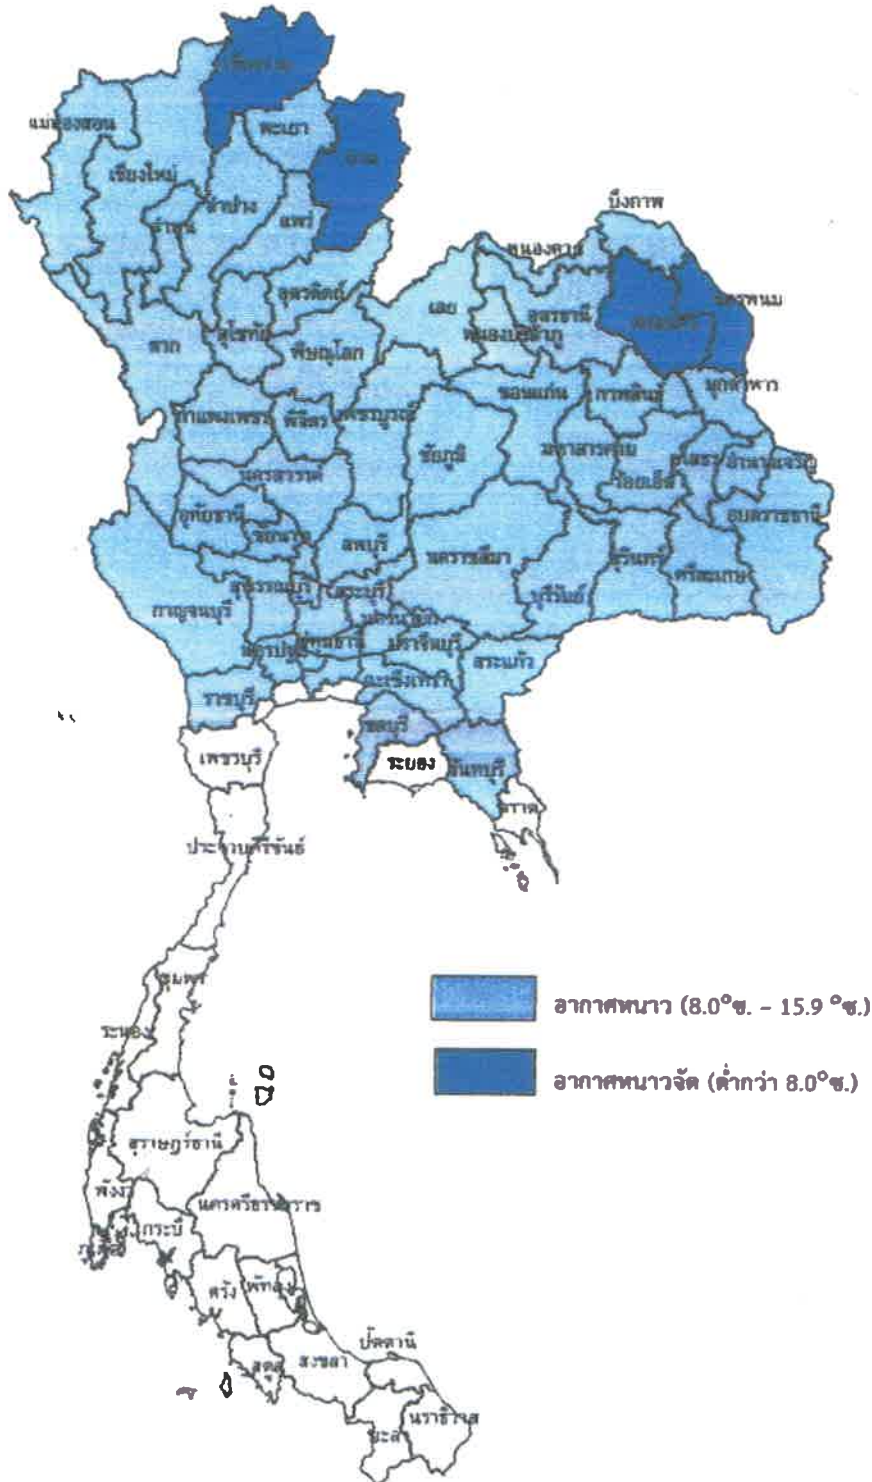 แม่ฮ่องสอน
พะเยา
น่าน
เชียงใหม่
ลำปาง
แพร่
ลำพูน
บึงกาฬ
หนองคาย
อุตรดิตถ์
เลย
อุดรธานี
นครพนม
ตาก
สุโขทัย
พิษณุโลก
มุกดาหาร
ขอนแก่น
กาฬสินธุ์
กำแพงเพชร
พิจิตร
เพชรบูรณ์
ชัยภูมิ
มหาสารคาม
ร้อยเอ็ด
อำนาจเจริญ
นครสวรรค์
อุบลราชธานี
อุทัยธานี
ชัยนาท
ลพบุรี
นครราชสีมา
สุรินทร์
ศรีสะเกษ
บุรีรัมย์
กาญจนบุรี
สุพรรณบุรี
สระบุรี
ปราจีนบุรี
สระแก้ว
ฉะเชิงเทรา
ราชบุรี
ชลบุรี
เพชรบุรี
ระยอง
จันทบุรี
ตราด
ประจวบคีรีขันธ์
ชุมพร
อากาศหนาว (8.0°ซ. - 15.9 °ซ.)
ระนอง
อากาศหนาวจัด (ต่ำกว่า 8.0°ซ.)
สุราษฎร์ธานี
พังงา
นครศรีธรรมราช
กระบี่
ตรัง
พัทลุง
ปัตตานี
สงขลา
สตูล
นราธิวาส
ยะลา